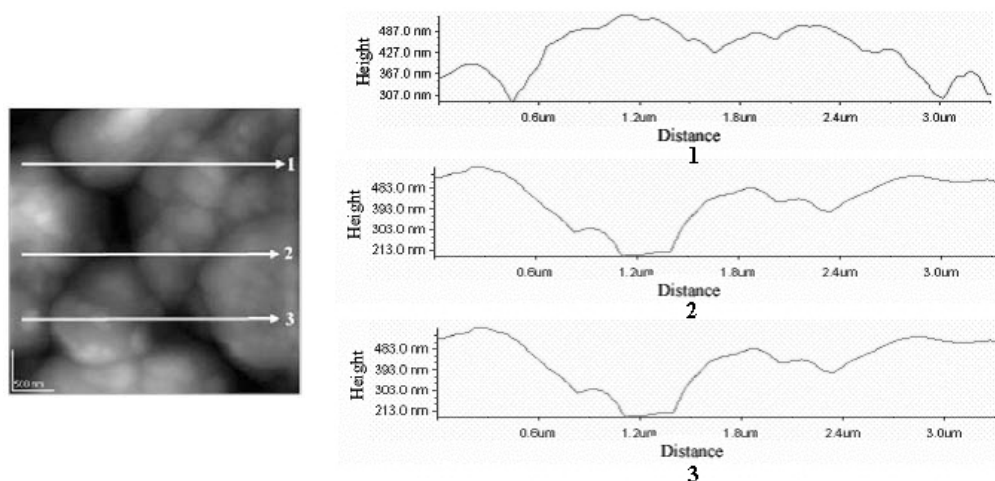 1
2
3
500 nm
Height
487.0 nm
427.0 nm
367.0 nm
307.0 nm
0.6um
1.2um
1.8um
2.4um
3.0um
Distance
1
Height
483.0 nm
393.0 nm
303.0 nm
213.0 nm
0.6um
1.2um
1.8um
2.4um
3.0um
Distance
2
Height
483.0 nm
393.0 nm
303.0 nm
213.0 nm
0.6um
1.2um
1.8um
2.4um
3.0um
Distance
3